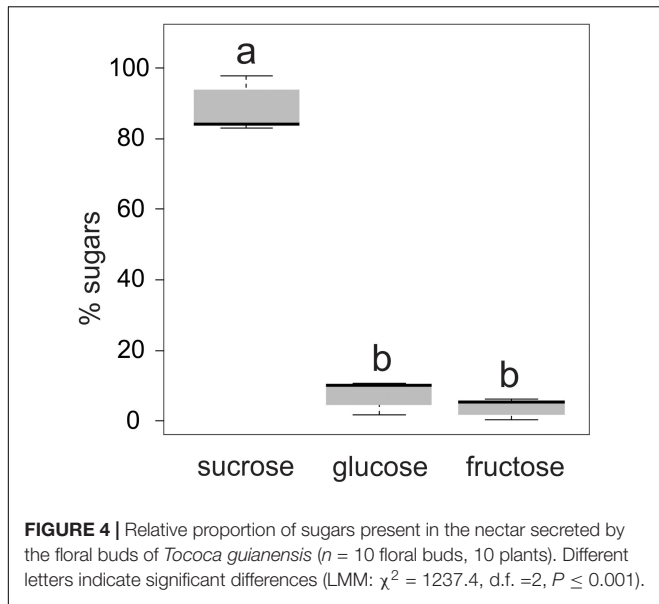 100
80
60
40
20
0
% sugars
a
b
b
sucrose glucose fructose
FIGURE 4 | Relative proportion of sugars present in the nectar secreted by
the floral buds of Tococa guianensis (n = 10 floral buds, 10 plants). Different
letters indicate significant differences (LMM: χ² = 1237.4, d.f. =2, P ≤ 0.001).